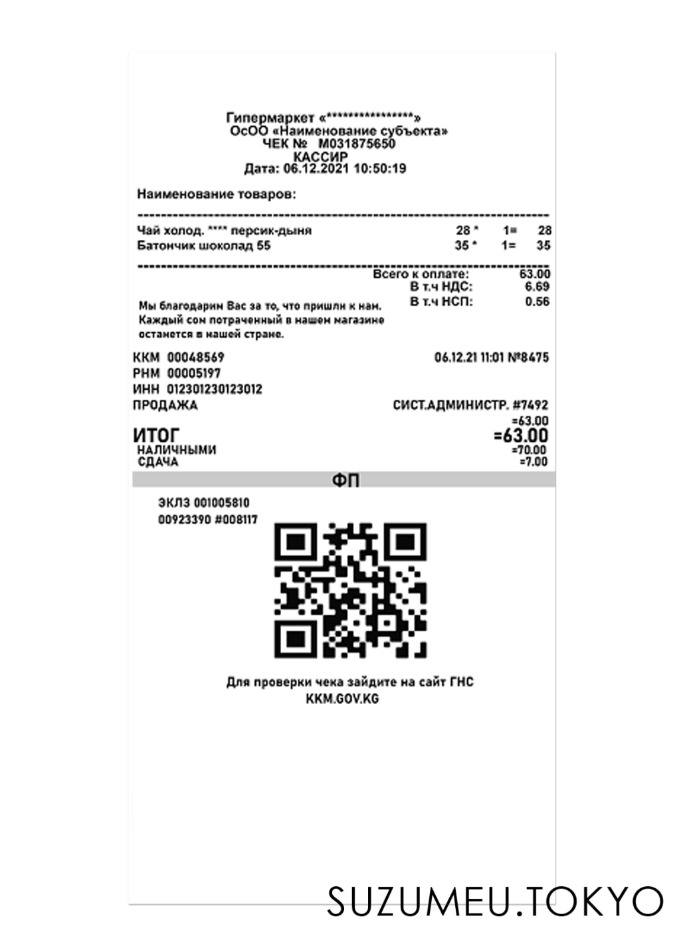 Гипермаркет «****************»
ОсОО «Наименование субъекта»
ЧЕК № М031875650
КАССИР
Дата: 06.12.2021 10:50:19
Наименование товаров:
Чай холод. **** персик-дыня 28 * 1= 28
Батончик шоколад 55 35 * 1= 35
Всего к оплате: 63.00
В т.ч НДС: 6.69
В т.ч НСП: 0.56
Мы благодарим Вас за то, что пришли к нам.
Каждый сом потраченный в нашем магазине
останется в нашей стране.
ККМ 00048569 06.12.21 11:01 №8475
РНМ 00005197
ИНН 012301230123012
ПРОДАЖА СИСТ.АДМИНИСТР. #7492
=63.00
ИТОГ =63.00
НАЛИЧНЫМИ =70.00
СДАЧА =7.00
ФП
ЭКЛЗ 001005810
00923390 #008117
Для проверки чека зайдите на сайт ГНС
KKM.GOV.KG
SUZUMEU.TOKYO